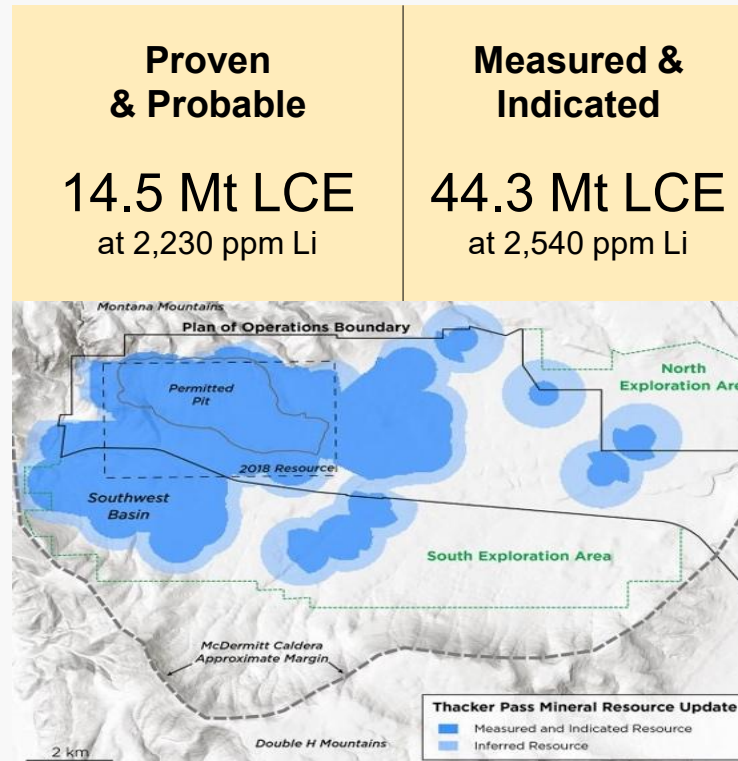 Proven
& Probable
14.5 Mt LCE
at 2,230 ppm Li
Measured &
Indicated
44.3 Mt LCE
at 2,540 ppm Li
Montana Mountains
Plan of Operations Boundary
North
Exploration Are
Permitted
Pit
2018 Resource
Southwest
Basin
South Exploration Area
McDermitt Caldera
Approximate Margin
Thacker Pass Mineral Resource Update
Measured and Indicated Resource
Inferred Resource
2 km
Double H Mountains